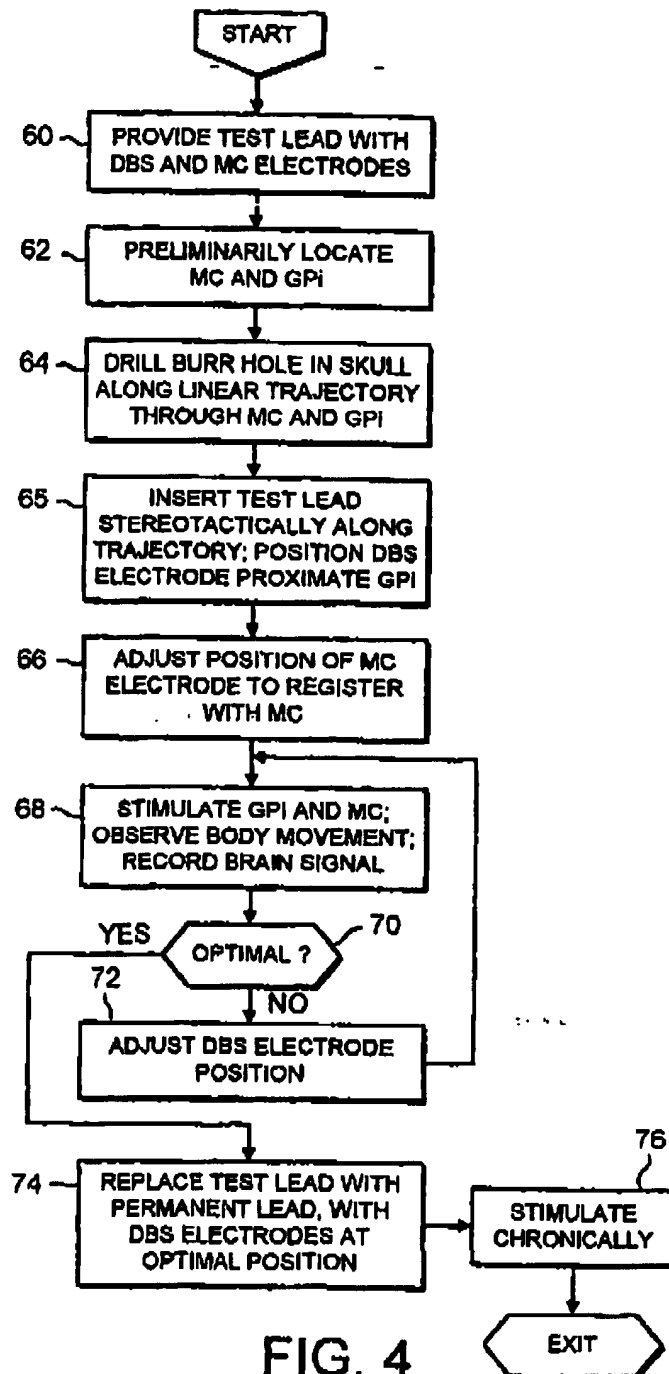 START
60
PROVIDE TEST LEAD WITH
DBS AND MC ELECTRODES
62
PRELIMINARILY LOCATE
MC AND GPi
64
DRILL BURR HOLE IN SKULL
ALONG LINEAR TRAJECTORY
THROUGH MC AND GPI
65
INSERT TEST LEAD
STEREOTACTICALLY ALONG
TRAJECTORY; POSITION DBS
ELECTRODE PROXIMATE GPI
66
ADJUST POSITION OF MC
ELECTRODE TO REGISTER
WITH MC
68
STIMULATE GPI AND MC;
OBSERVE BODY MOVEMENT;
RECORD BRAIN SIGNAL
YES
OPTIMAL ?
70
NO
72
ADJUST DBS ELECTRODE
POSITION
74
REPLACE TEST LEAD WITH
PERMANENT LEAD, WITH
DBS ELECTRODES AT
OPTIMAL POSITION
76
STIMULATE
CHRONICALLY
EXIT
FIG. 4